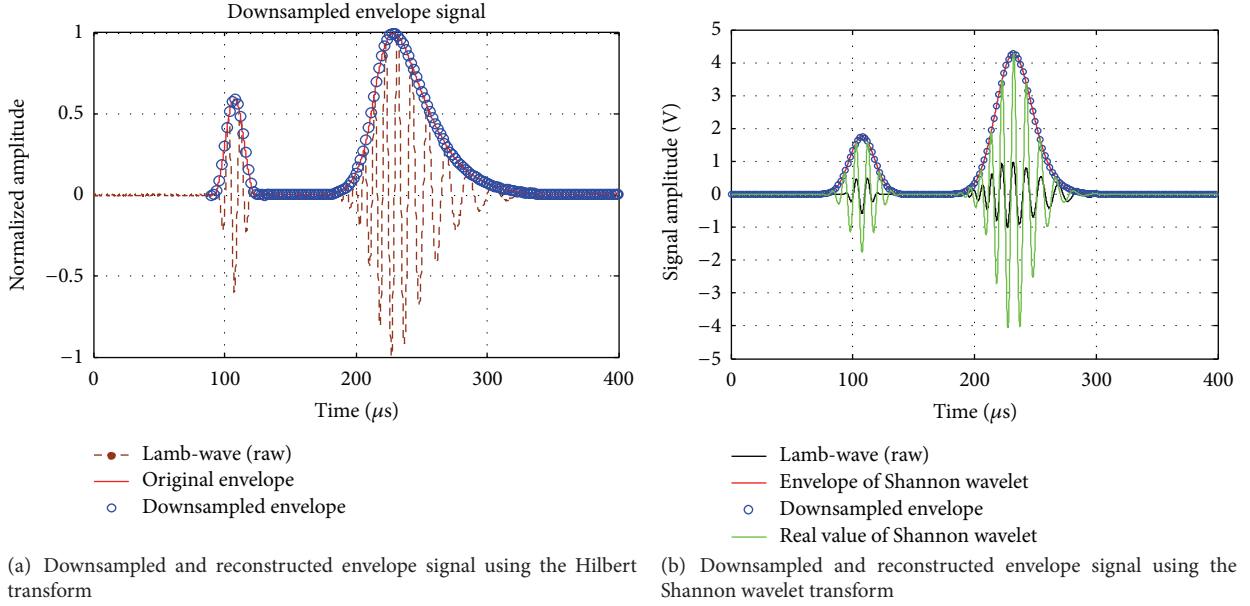 Downsampled envelope signal
1
0.5
0
−0.5
−1
Normalized amplitude
0 100 200 300 400
Time (μs)
Lamb-wave (raw)
Original envelope
Downsampled envelope
(a) Downsampled and reconstructed envelope signal using the Hilbert
transform
5
4
3
2
1
0
−1
−2
−3
−4
−5
Signal amplitude (V)
0 100 200 300 400
Time (μs)
Lamb-wave (raw)
Envelope of Shannon wavelet
Downsampled envelope
Real value of Shannon wavelet
(b) Downsampled and reconstructed envelope signal using the
Shannon wavelet transform